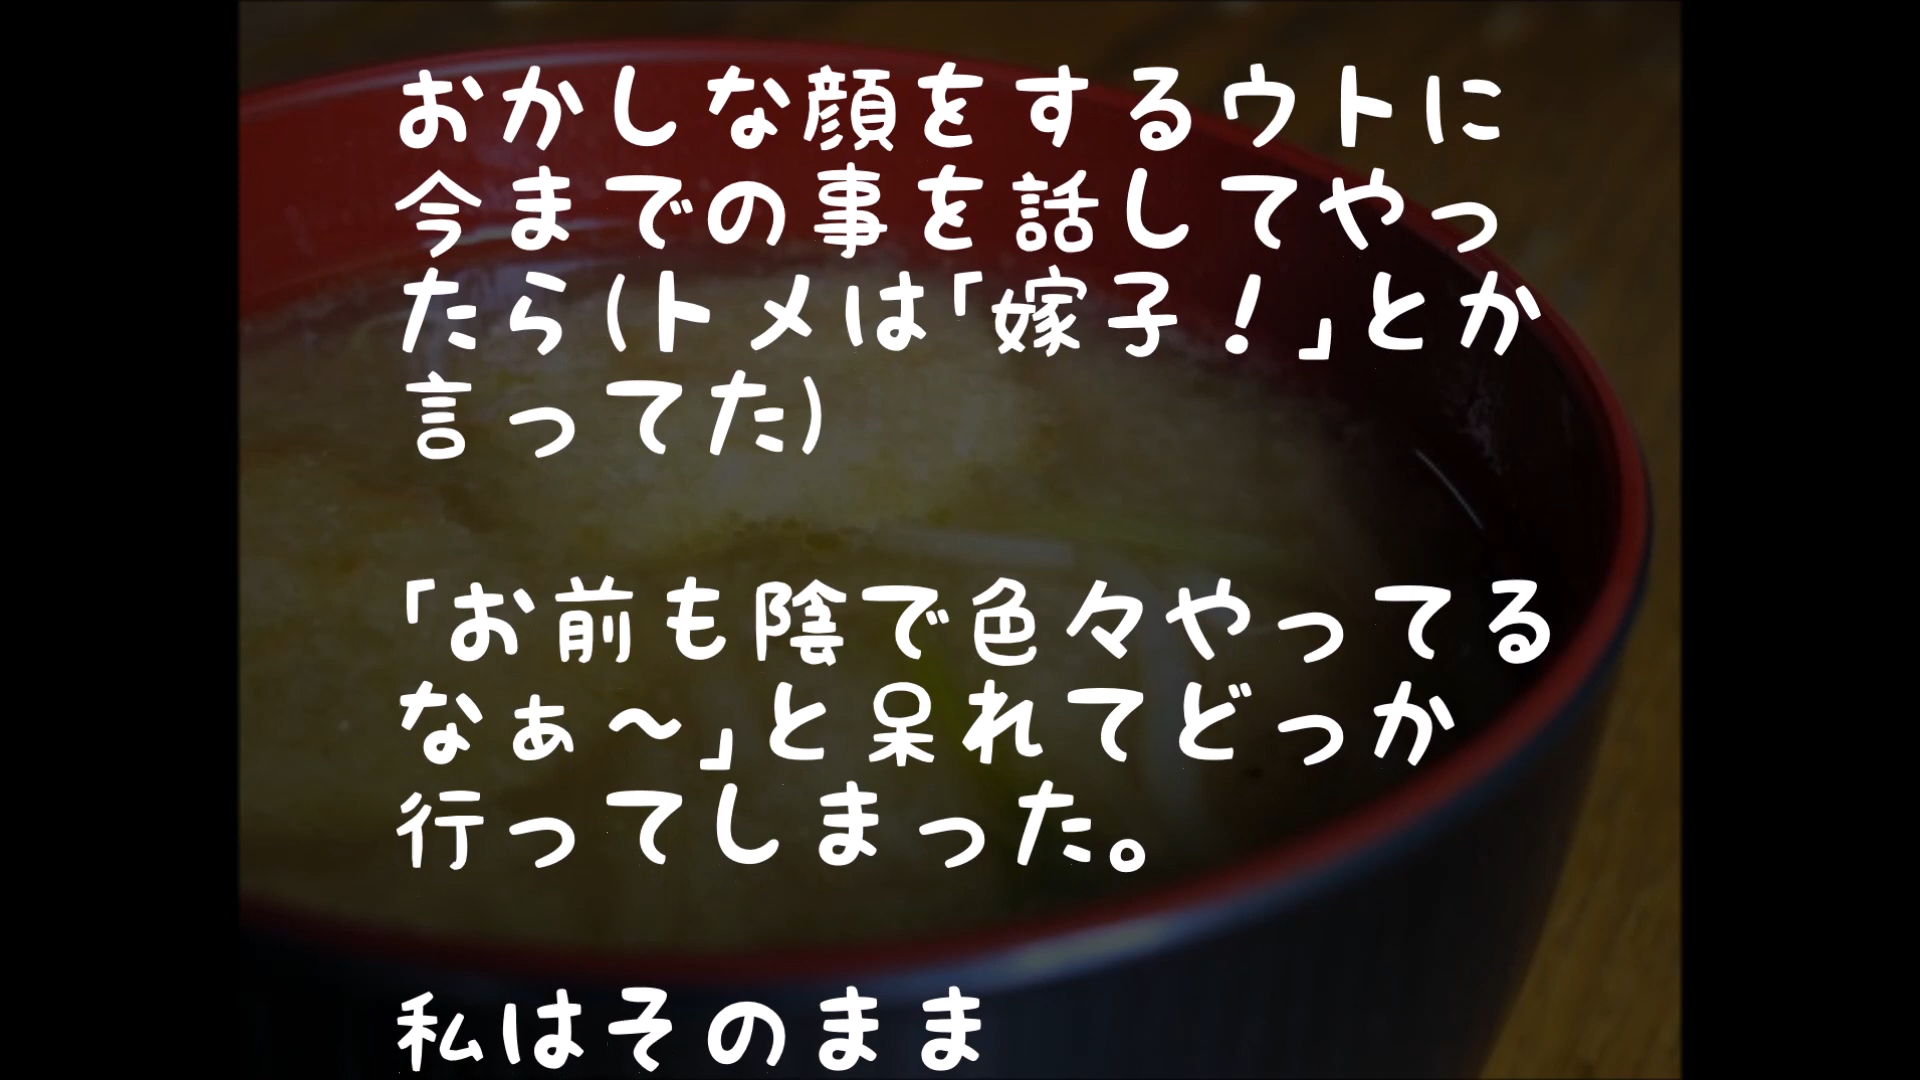 おかしな顔をするウトに
今までの事を話してやっ
たら(トメは｢嫁子！｣とか
言ってた)
｢お前も陰で色々やってる
なぁ～｣と呆れてどっか
行ってしまった。
私はそのまま